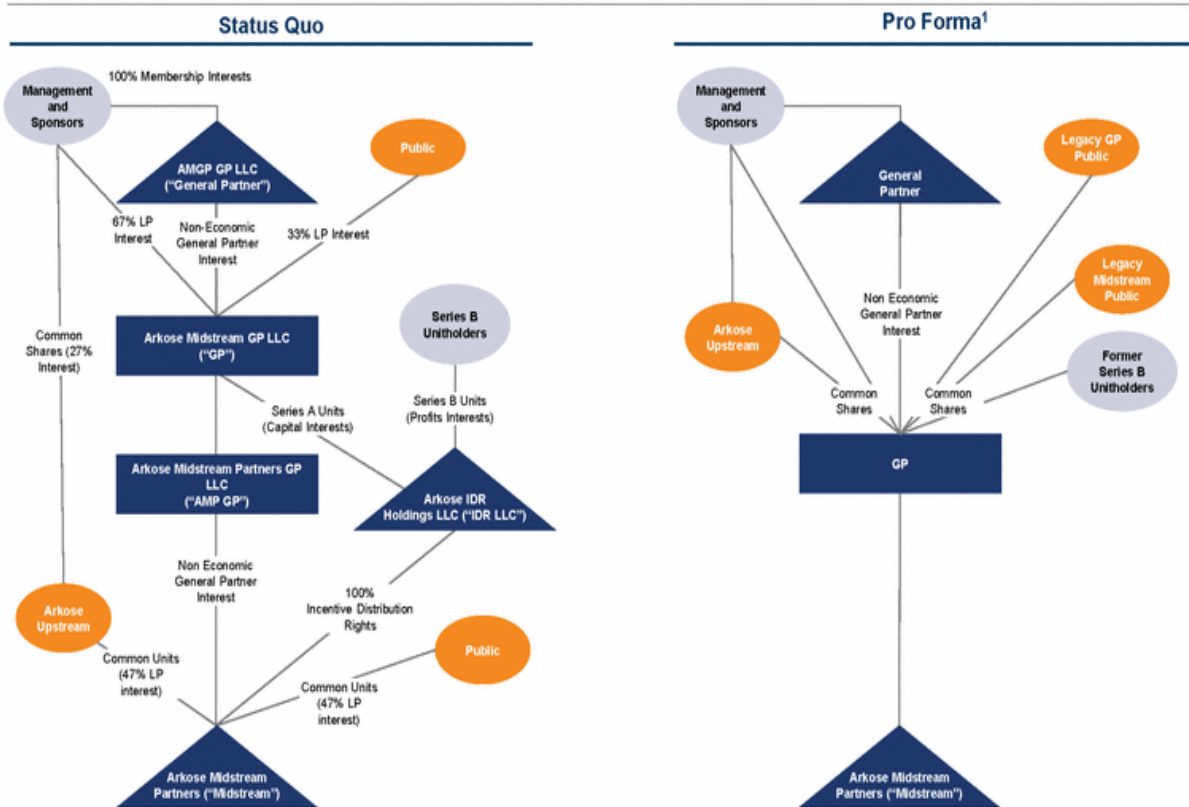 Status Quo
Pro Forma¹
100% Membership Interests
Management
and
Sponsors
AMGP GP LLC
("General Partner")
Public
67% LP
Interest
Non-Economic
General Partner
Interest
33% LP Interest
Common
Shares (27%
Interest)
Arkose Midstream GP LLC
("GP")
Series B
Unitholders
Series A Units
(Capital Interests)
Series B Units
(Profits Interests)
Arkose Midstream Partners GP
LLC
("AMP GP")
Arkose IDR
Holdings LLC ("IDR LLC")
Non Economic
General Partner
Interest
100%
Incentive Distribution
Rights
Arkose
Upstream
Common Units
(47% LP
interest)
Public
Common Units
(47% LP
interest)
Arkose Midstream
Partners ("Midstream")
Management
and
Sponsors
General
Partner
Legacy GP
Public
Legacy
Midstream
Public
Non Economic
General Partner
Interest
Arkose
Upstream
Former
Series B
Unitholders
Common
Shares
Common
Shares
GP
Arkose Midstream
Partners ("Midstream")